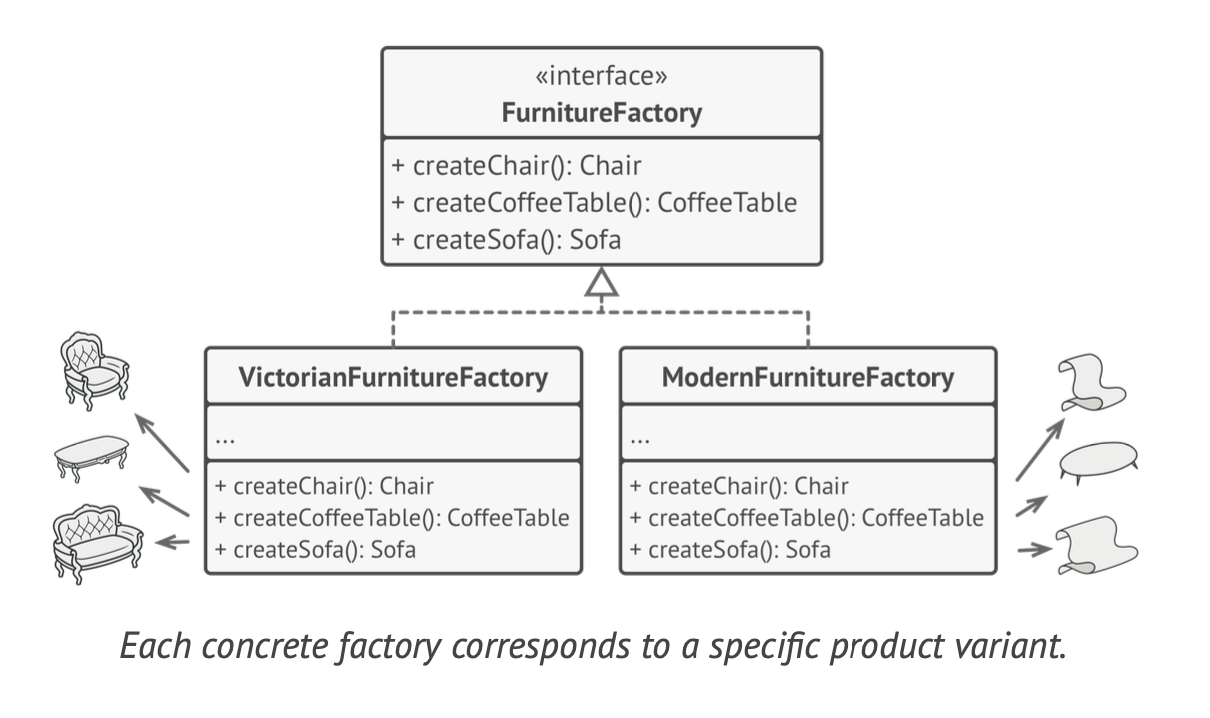 «interface»
FurnitureFactory
+ createChair(): Chair
+ createCoffeeTable(): CoffeeTable
+ createSofa(): Sofa
VictorianFurnitureFactory
...
+ createChair(): Chair
+ createCoffeeTable(): CoffeeTable
+ createSofa(): Sofa
ModernFurnitureFactory
...
+ createChair(): Chair
+ createCoffeeTable(): CoffeeTable
+ createSofa(): Sofa
Each concrete factory corresponds to a specific product variant.